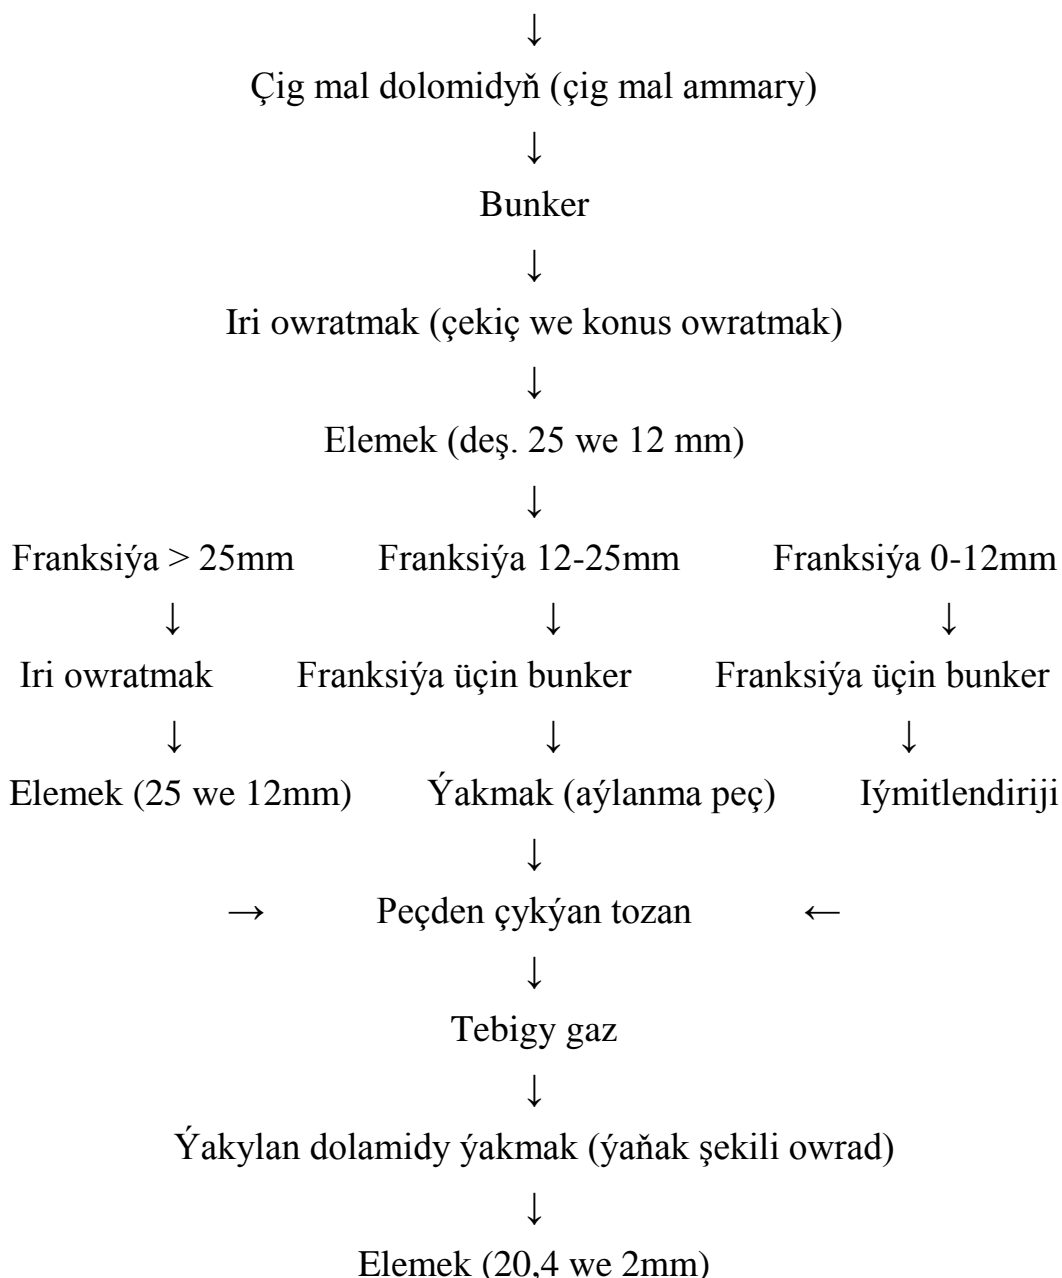 ↓
Çig mal dolomidyň (çig mal ammary)
↓
Bunker
↓
Iri owratmak (çekiç we konus owratmak)
↓
Elemek (deş. 25 we 12 mm)
↓
Franksiýa > 25mm Franksiýa 12-25mm Franksiýa 0-12mm
↓ ↓ ↓
Iri owratmak Franksiýa üçin bunker Franksiýa üçin bunker
↓ ↓ ↓
Elemek (25 we 12mm) Ýakmak (aýlanma peç) Iýmitlendiriji
↓
→ Peçden çykýan tozan ←
↓
Tebigy gaz
↓
Ýakylan dolamidy ýakmak (ýaňak şekili owrad)
↓
Elemek (20,4 we 2mm)